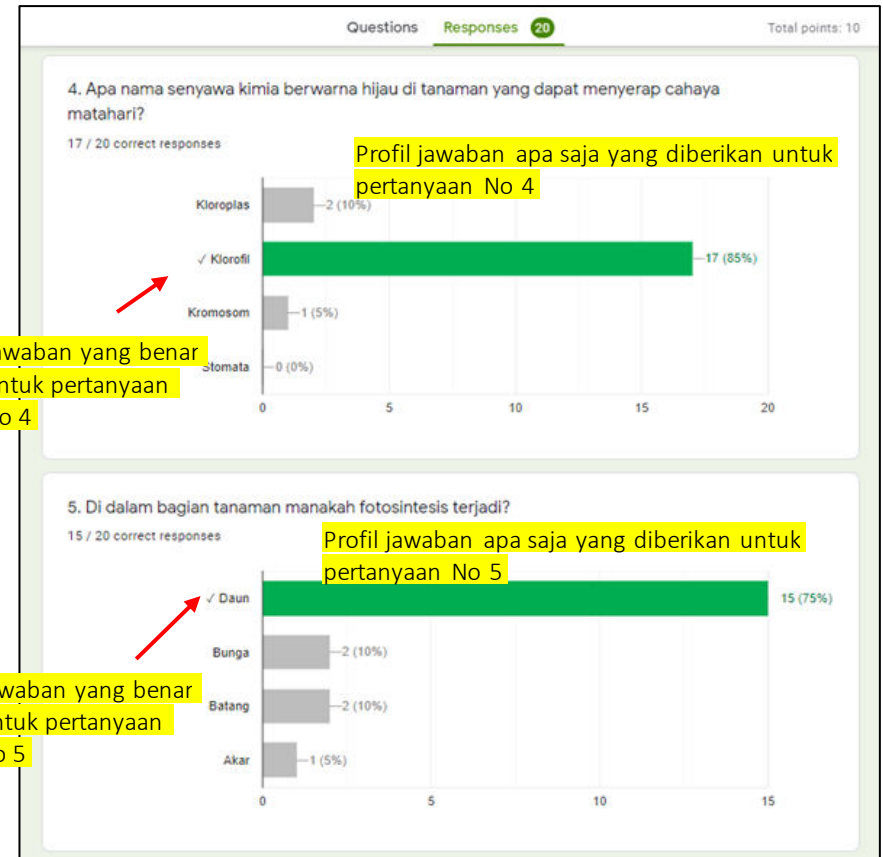 Questions Responses 20 Total points: 10
4. Apa nama senyawa kimia berwarna hijau di tanaman yang dapat menyerap cahaya
matahari?
17 / 20 correct responses
Profil jawaban apa saja yang diberikan untuk
pertanyaan No 4
Kloroplas 2 (10%)
✓ Klorofil 17 (85%)
Kromosom 1 (5%)
yang benar
pertanyaan
4
Stomata 0 (0%)
0 5 10 15 20
5. Di dalam bagian tanaman manakah fotosintesis terjadi?
15 / 20 correct responses
Profil jawaban apa saja yang diberikan untuk
pertanyaan No 5
✓ Daun 15 (75%)
Bunga 2 (10%)
yang benar
pertanyaan
5
Batang 2 (10%)
Akar 1 (5%)
0 5 10 15